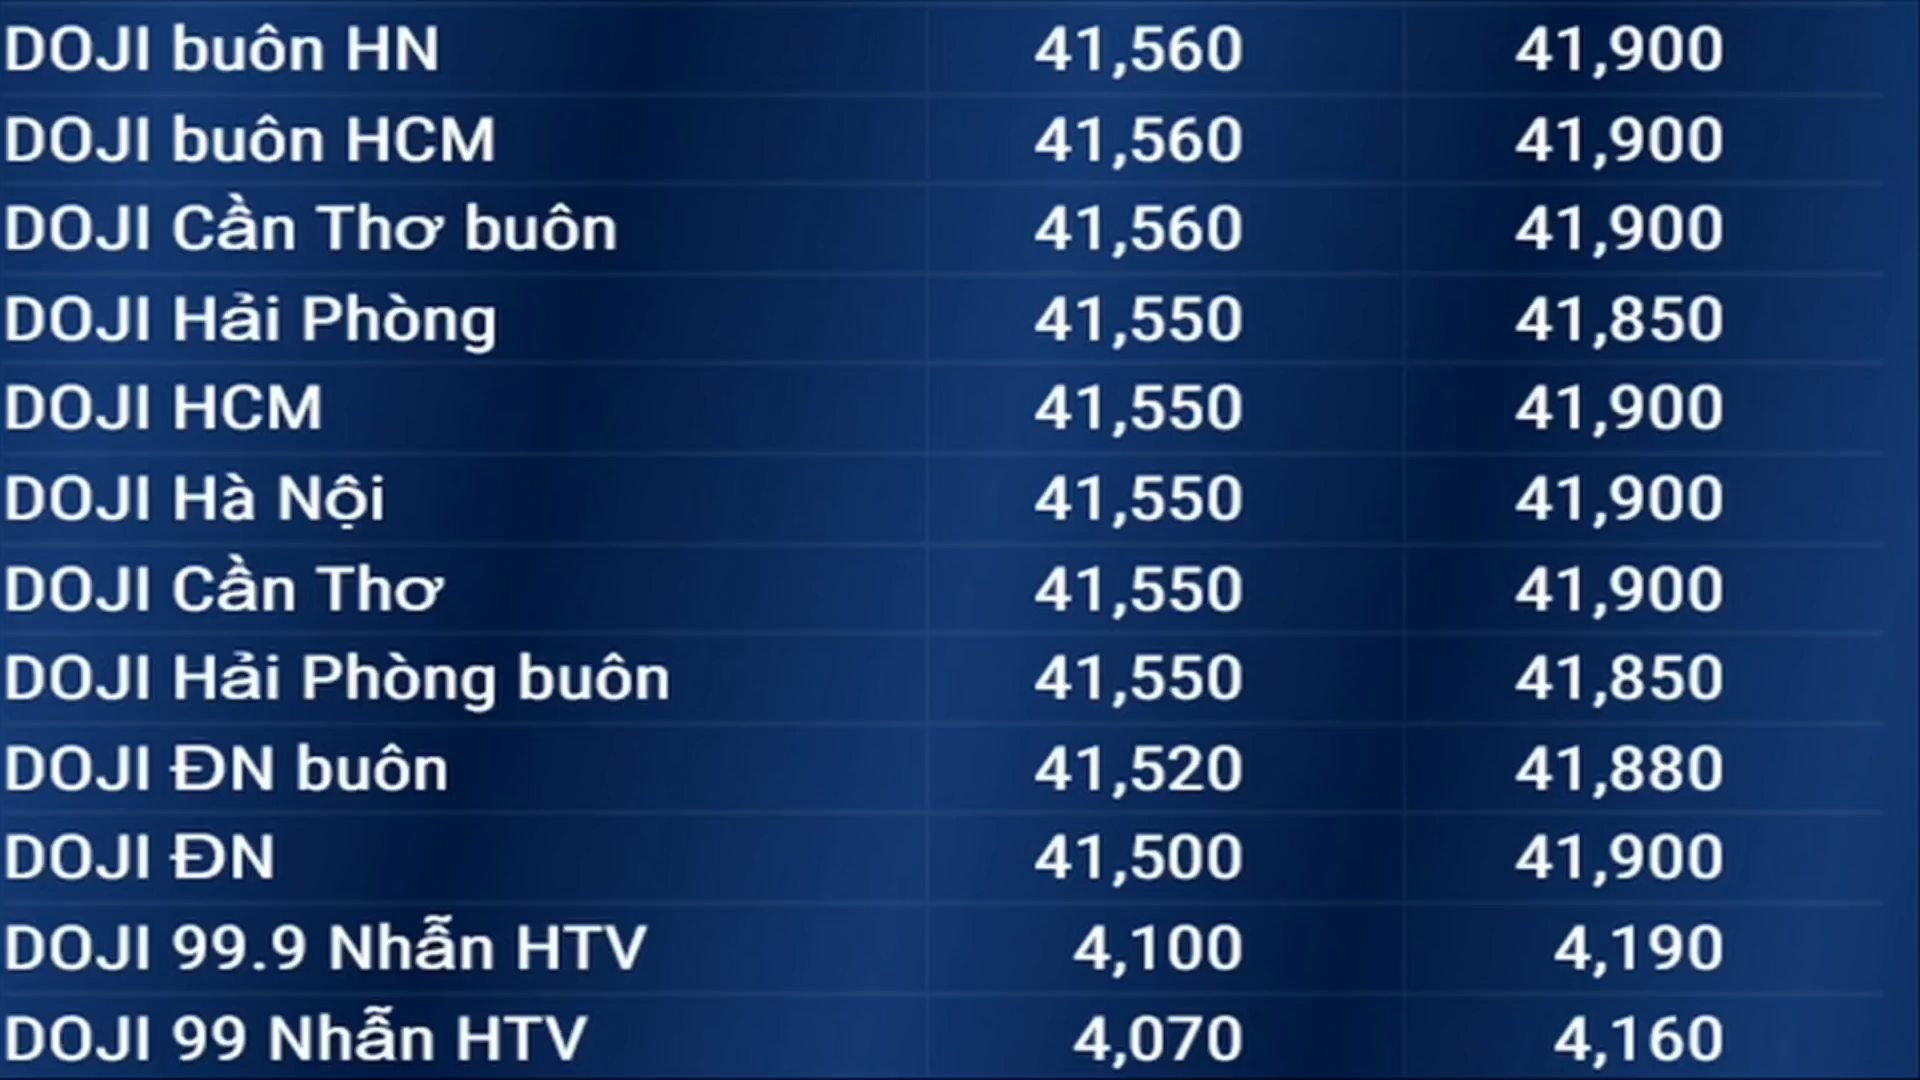 DOJI buôn HN 41,560 41,900
DOJI buôn HCM 41,560 41,900
DOJI Cần Thơ buôn 41,560 41,900
DOJI Hải Phòng 41,550 41,850
DOJI HCM 41,550 41,900
DOJI Hà Nội 41,550 41,900
DOJI Cần Thơ 41,550 41,900
DOJI Hải Phòng buôn 41,550 41,850
DOJI ĐN buôn 41,520 41,880
DOJI ĐN 41,500 41,900
DOJI 99.9 Nhẫn HTV 4,100 4,190
DOJI 99 Nhẫn HTV 4,070 4,160